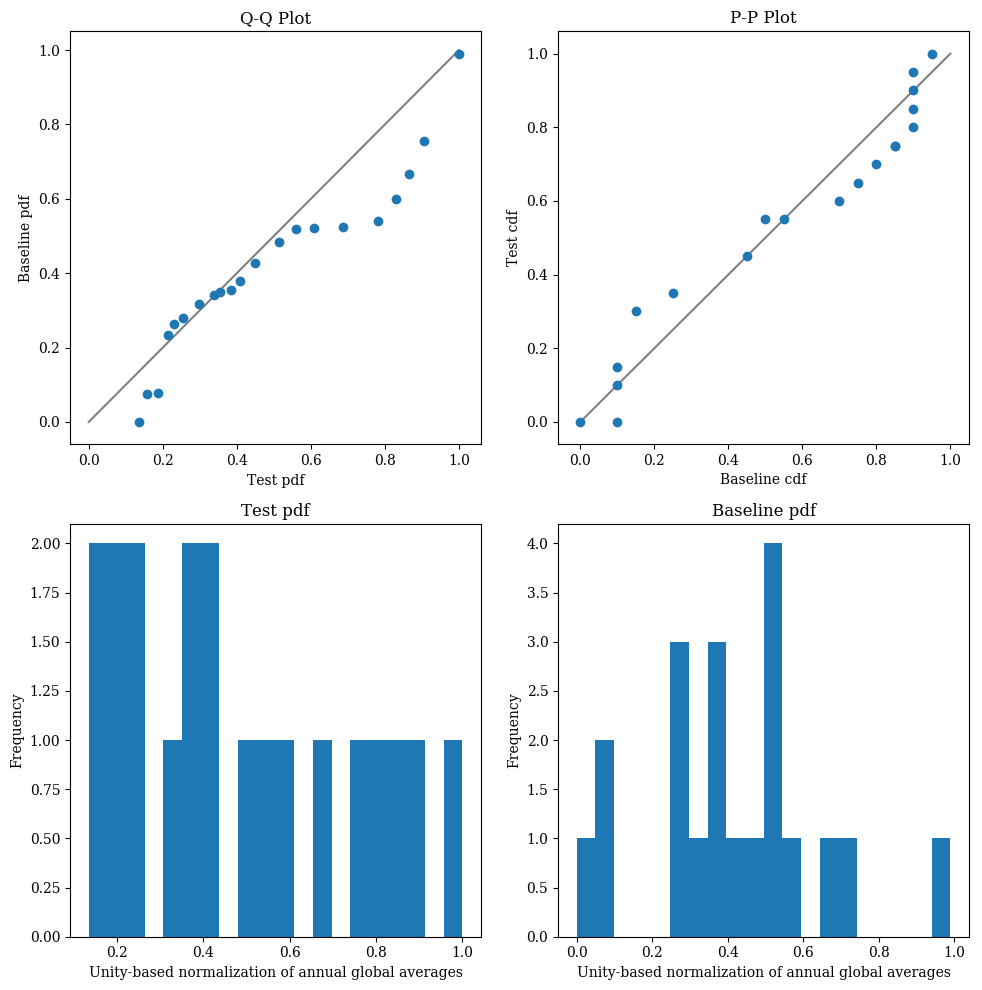 Q-Q Plot
1.0
0.8
0.6
0.4
0.2
0.0
Baseline pdf
0.0 0.2 0.4 0.6 0.8 1.0
Test pdf
P-P Plot
1.0
0.8
0.6
0.4
0.2
0.0
Test cdf
0.0 0.2 0.4 0.6 0.8 1.0
Baseline cdf
Test pdf
2.00
1.75
1.50
1.25
1.00
0.75
0.50
0.25
0.00
Frequency
0.2 0.4 0.6 0.8 1.0
Unity-based normalization of annual global averages
Baseline pdf
4.0
3.5
3.0
2.5
2.0
1.5
1.0
0.5
0.0
Frequency
0.0 0.2 0.4 0.6 0.8 1.0
Unity-based normalization of annual global averages